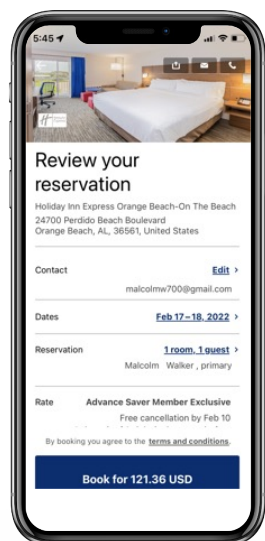 5:45
Review your
reservation
Holiday Inn Express Orange Beach-On The Beach
24700 Perdido Beach Boulevard
Orange Beach, AL, 36561, United States
Contact Edit >
malcolmw700@gmail.com
Dates Feb 17–18, 2022 >
Reservation 1 room, 1 guest >
Malcolm Walker , primary
Rate Advance Saver Member Exclusive
Free cancellation by Feb 10
By booking you agree to the terms and conditions.
Book for 121.36 USD